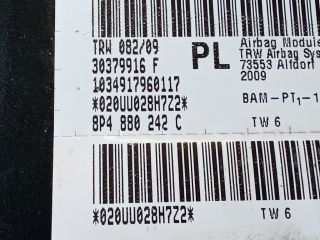 TRW 082/09
30379916 F
1034917960117
*020UU028H7Z2*
8P4 880 242 C
PL
Airbag Module
TRW Airbag Sys
73553 Alfdorf
2009
BAM-PT1-1
TW 6
*020UU028H7Z2*
TW 6